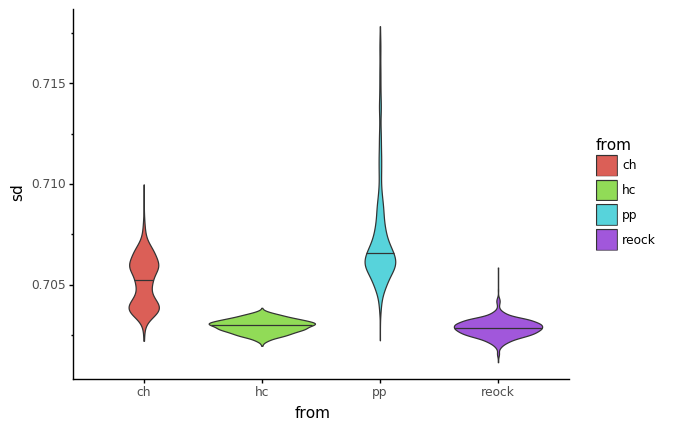 sd
0.715
0.710
0.705
ch
hc
pp
reock
from
from
ch
hc
pp
reock